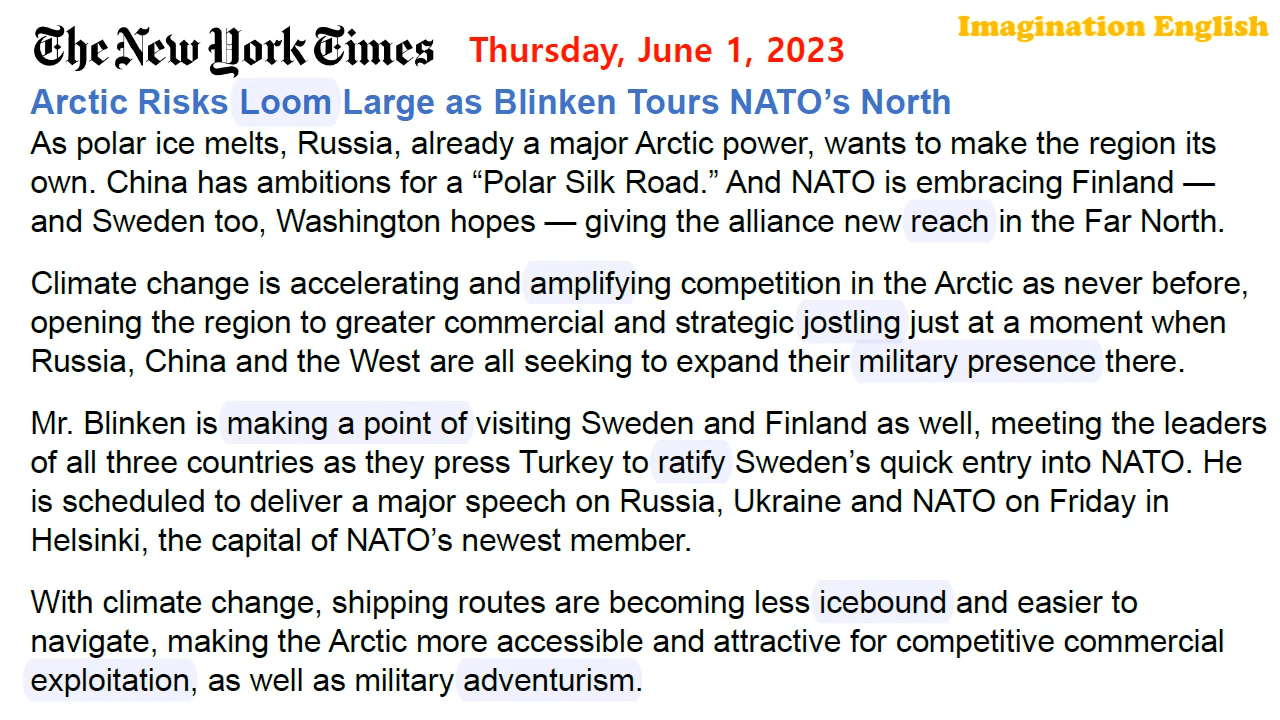 The New York Times
Thursday, June 1, 2023
Imagination English
Arctic Risks Loom Large as Blinken Tours NATO’s North
As polar ice melts, Russia, already a major Arctic power, wants to make the region its
own. China has ambitions for a “Polar Silk Road.” And NATO is embracing Finland —
and Sweden too, Washington hopes — giving the alliance new reach in the Far North.
Climate change is accelerating and amplifying competition in the Arctic as never before,
opening the region to greater commercial and strategic jostling just at a moment when
Russia, China and the West are all seeking to expand their military presence there.
Mr. Blinken is making a point of visiting Sweden and Finland as well, meeting the leaders
of all three countries as they press Turkey to ratify Sweden’s quick entry into NATO. He
is scheduled to deliver a major speech on Russia, Ukraine and NATO on Friday in
Helsinki, the capital of NATO’s newest member.
With climate change, shipping routes are becoming less icebound and easier to
navigate, making the Arctic more accessible and attractive for competitive commercial
exploitation, as well as military adventurism.